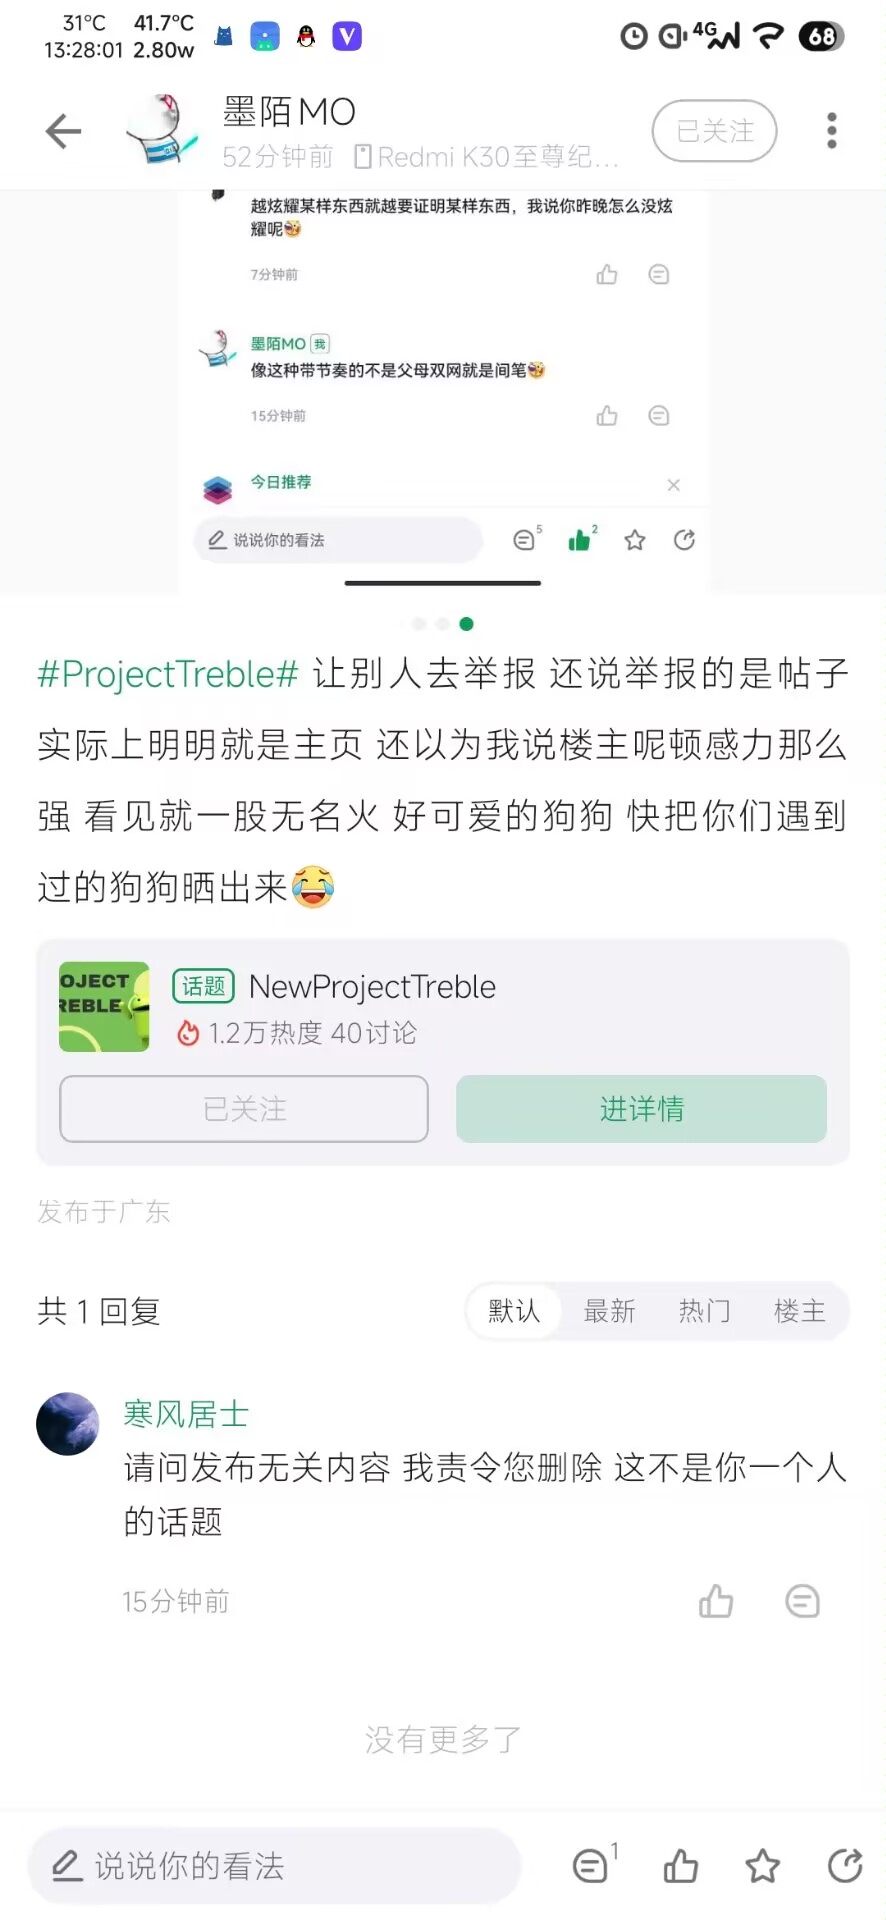 31°C 41.7°C
13:28:01 2.80w
4G 68
墨陌MO
52分钟前 Redmi K30至尊纪...
已关注
越炫耀某样东西就越要证明某样东西，我说你昨晚怎么没炫
耀呢
7分钟前
墨陌MO 我
像这种带节奏的不是父母双网就是间笔
15分钟前
今日推荐
说说你的看法 5 2
#ProjectTreble# 让别人去举报 还说举报的是帖子
实际上明明就是主页 还以为我说楼主呢顿感力那么
强 看见就一股无名火 好可爱的狗狗 快把你们遇到
过的狗狗晒出来
OJECT
REBLE
话题 NewProjectTreble
1.2万热度 40讨论
已关注 进详情
发布于广东
共 1 回复 默认 最新 热门 楼主
寒风居士
请问发布无关内容 我责令您删除 这不是你一个人
的话题
15分钟前
没有更多了
说说你的看法 1